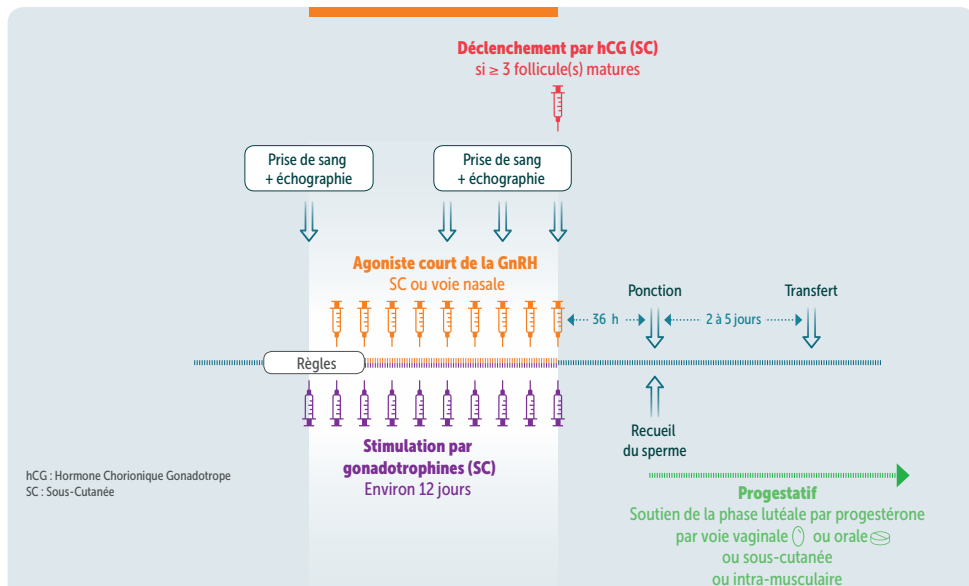 Déclenchement par hCG (SC)
si ≥ 3 follicule(s) matures
Prise de sang
+ échographie
Prise de sang
+ échographie
Agoniste court de la GnRH
SC ou voie nasale
Ponction
Transfert
36 h
2 à 5 jours
Règles
Recueil
du sperme
Stimulation par
gonadotrophines (SC)
Environ 12 jours
hCG : Hormone Chorionique Gonadotrope
SC : Sous-Cutanée
Progestatif
Soutien de la phase lutéale par progestérone
par voie vaginale ou orale
ou sous-cutanée
ou intra-musculaire